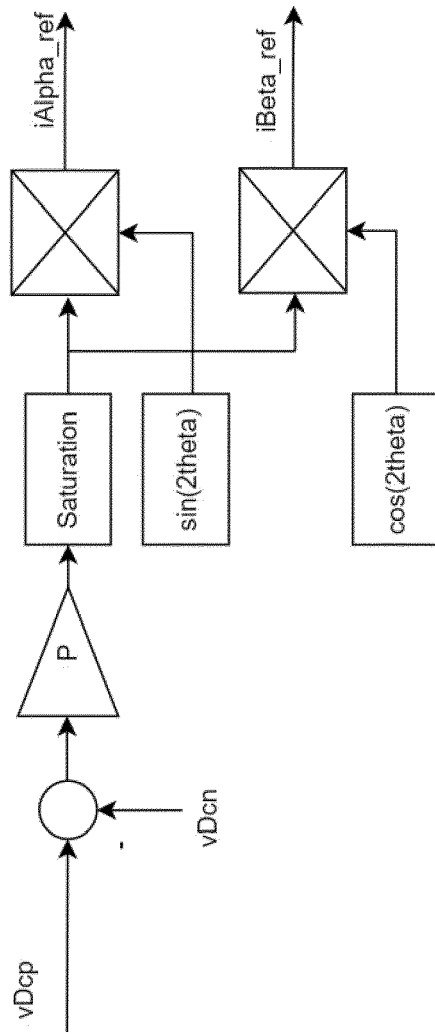 vDcp
-
vDcn
P
Saturation
sin(2theta)
cos(2theta)
iAlpha_ref
iBeta_ref